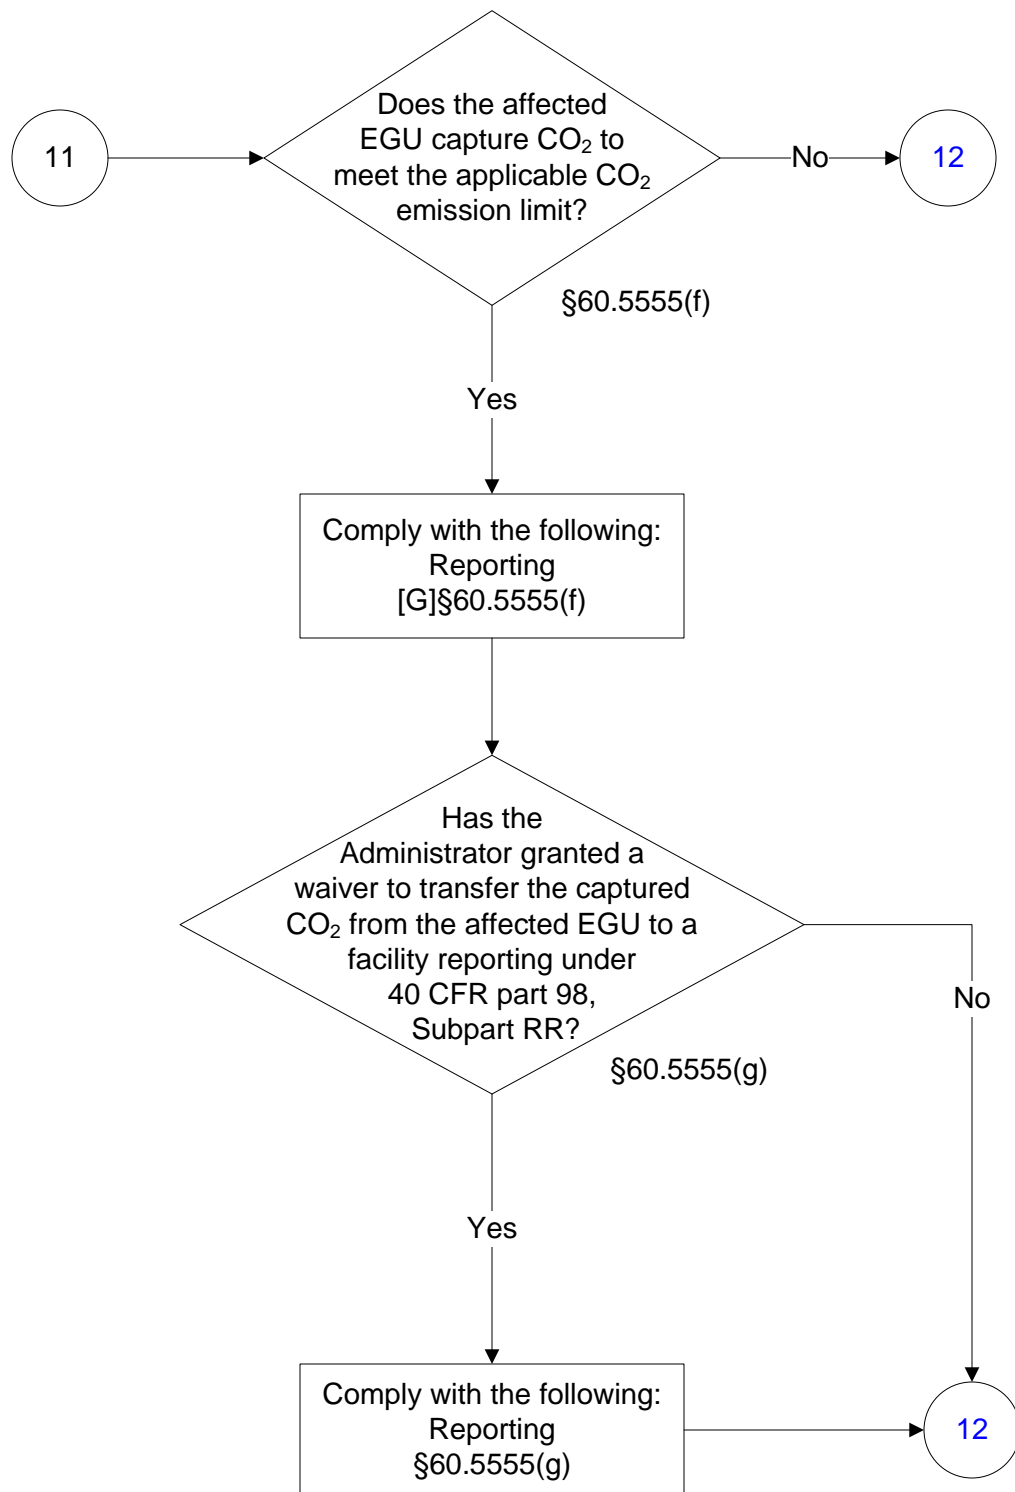 11
Does the affected
EGU capture CO₂ to
meet the applicable CO₂
emission limit?
No
12
§60.5555(f)
Yes
Comply with the following:
Reporting
[G]§60.5555(f)
Has the
Administrator granted a
waiver to transfer the captured
CO₂ from the affected EGU to a
facility reporting under
40 CFR part 98,
Subpart RR?
No
§60.5555(g)
Yes
Comply with the following:
Reporting
§60.5555(g)
12